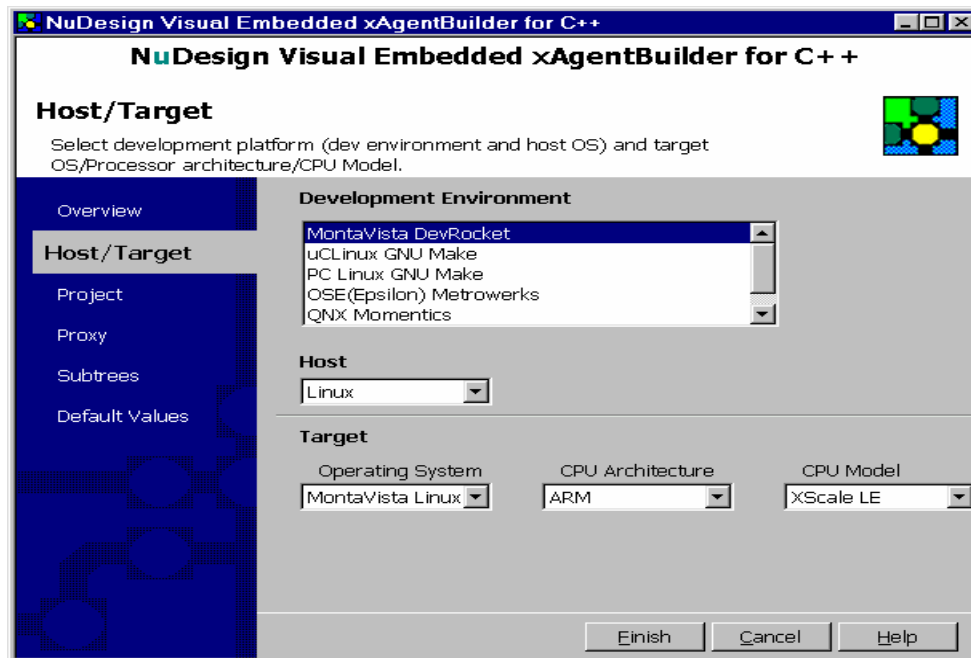 NuDesign Visual Embedded xAgentBuilder for C++
NuDesign Visual Embedded xAgentBuilder for C++
Host/Target
Select development platform (dev environment and host OS) and target
OS/Processor architecture/CPU Model.
Overview
Host/Target
Project
Proxy
Subtrees
Default Values
Development Environment
MontaVista DevRocket
uCLinux GNU Make
PC Linux GNU Make
OSE(Epsilon) Metrowerks
QNX Momentics
Host
Linux
Target
Operating System CPU Architecture CPU Model
MontaVista Linux ARM XScale LE
Finish Cancel Help